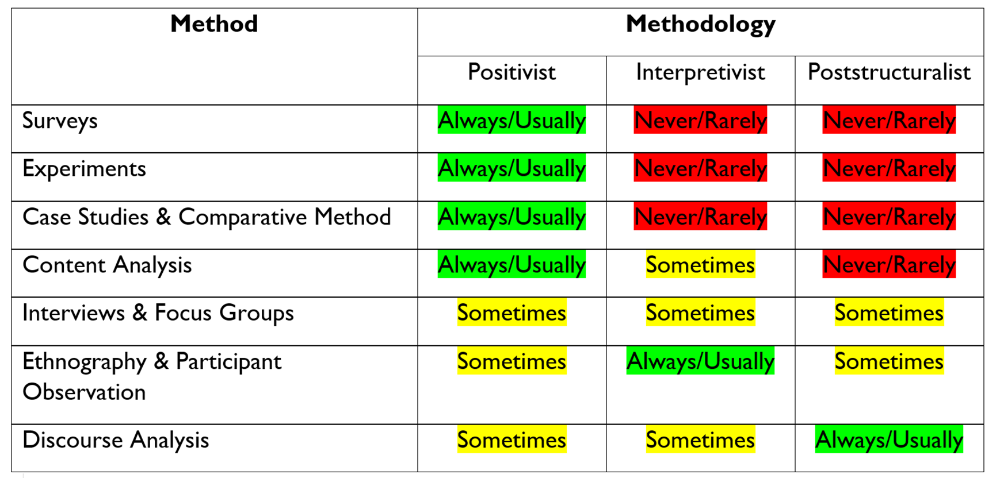 Method Methodology
Positivist Interpretivist Poststructuralist
Surveys Always/Usually Never/Rarely Never/Rarely
Experiments Always/Usually Never/Rarely Never/Rarely
Case Studies & Comparative Method Always/Usually Never/Rarely Never/Rarely
Content Analysis Always/Usually Sometimes Never/Rarely
Interviews & Focus Groups Sometimes Sometimes Sometimes
Ethnography & Participant Sometimes Always/Usually Sometimes
Observation
Discourse Analysis Sometimes Sometimes Always/Usually